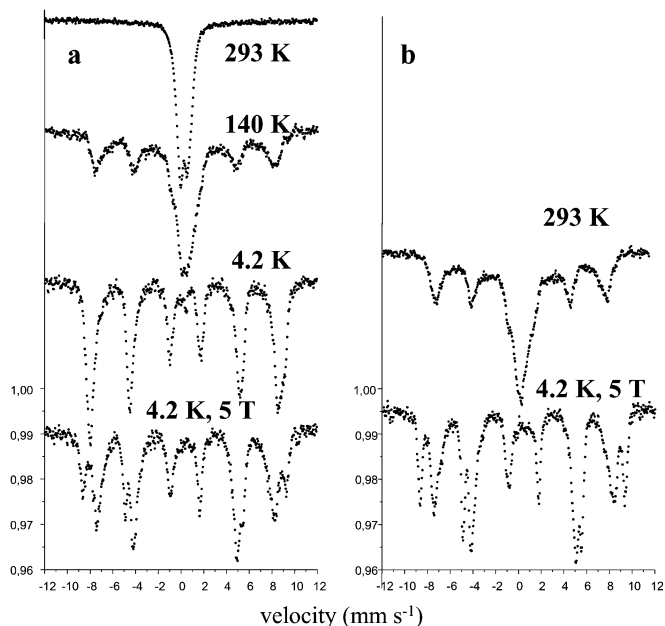 a
293 K
140 K
4.2 K
4.2 K, 5 T
1,00
0,99
0,98
0,97
0,96
-12 -10 -8 -6 -4 -2 0 2 4 6 8 10 12
b
293 K
4.2 K, 5 T
1,00
0,99
0,98
0,97
0,96
-12 -10 -8 -6 -4 -2 0 2 4 6 8 10 12
velocity (mm s-1)